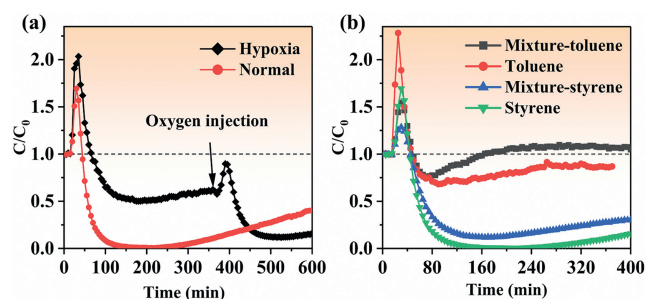 (a)
Hypoxia
Normal
Oxygen injection
C/C0
2.0
1.5
1.0
0.5
0.0
0 100 200 300 400 500 600
Time (min)
(b)
Mixture-toluene
Toluene
Mixture-styrene
Styrene
C/C0
2.0
1.5
1.0
0.5
0.0
0 80 160 240 320 400
Time (min)